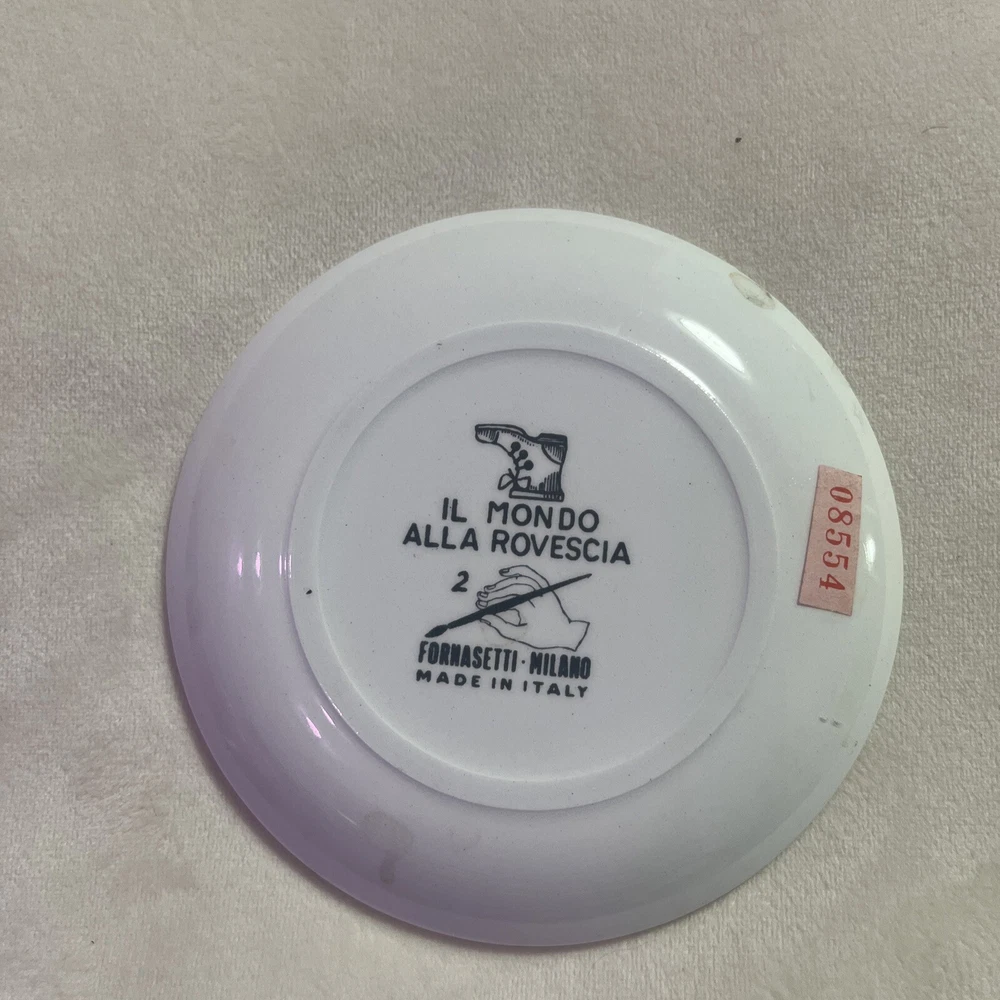 IL MONDO
ALLA ROVESCIA
2
FORNASETTI · MILANO
MADE IN ITALY
08554